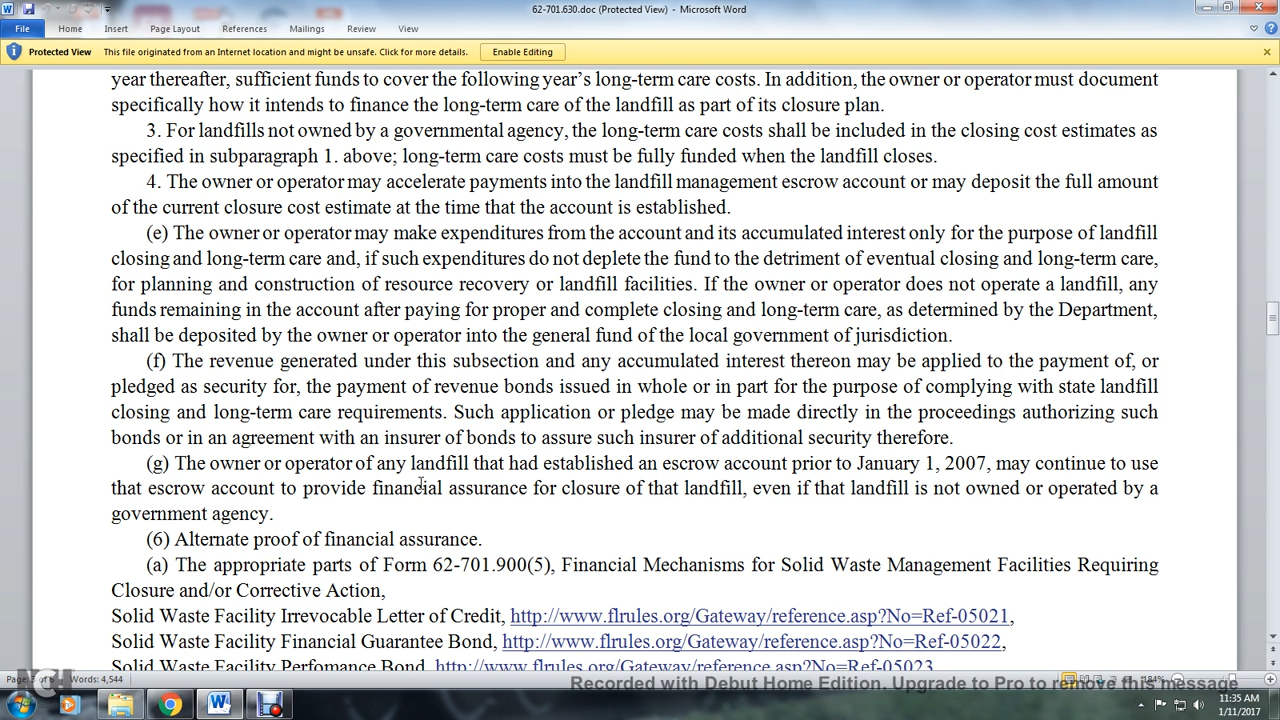 62-701.630.doc (Protected View) - Microsoft Word
File Home Insert Page Layout References Mailings Review View
Protected View This file originated from an Internet location and might be unsafe. Click for more details. Enable Editing
year thereafter, sufficient funds to cover the following year’s long-term care costs. In addition, the owner or operator must document
specifically how it intends to finance the long-term care of the landfill as part of its closure plan.
3. For landfills not owned by a governmental agency, the long-term care costs shall be included in the closing cost estimates as
specified in subparagraph 1. above; long-term care costs must be fully funded when the landfill closes.
4. The owner or operator may accelerate payments into the landfill management escrow account or may deposit the full amount
of the current closure cost estimate at the time that the account is established.
(e) The owner or operator may make expenditures from the account and its accumulated interest only for the purpose of landfill
closing and long-term care and, if such expenditures do not deplete the fund to the detriment of eventual closing and long-term care,
for planning and construction of resource recovery or landfill facilities. If the owner or operator does not operate a landfill, any
funds remaining in the account after paying for proper and complete closing and long-term care, as determined by the Department,
shall be deposited by the owner or operator into the general fund of the local government of jurisdiction.
(f) The revenue generated under this subsection and any accumulated interest thereon may be applied to the payment of, or
pledged as security for, the payment of revenue bonds issued in whole or in part for the purpose of complying with state landfill
closing and long-term care requirements. Such application or pledge may be made directly in the proceedings authorizing such
bonds or in an agreement with an insurer of bonds to assure such insurer of additional security therefore.
(g) The owner or operator of any landfill that had established an escrow account prior to January 1, 2007, may continue to use
that escrow account to provide financial assurance for closure of that landfill, even if that landfill is not owned or operated by a
government agency.
(6) Alternate proof of financial assurance.
(a) The appropriate parts of Form 62-701.900(5), Financial Mechanisms for Solid Waste Management Facilities Requiring
Closure and/or Corrective Action,
Solid Waste Facility Irrevocable Letter of Credit, http://www.flrules.org/Gateway/reference.asp?No=Ref-05021,
Solid Waste Facility Financial Guarantee Bond, http://www.flrules.org/Gateway/reference.asp?No=Ref-05022,
Solid Waste Facility Perfomance Bond, http://www.flrules.org/Gateway/reference.asp?No=Ref-05023,
Words: 4,544 184%
Recorded with Debut Home Edition. Upgrade to Pro to remove this message
11:35 AM
1/11/2017